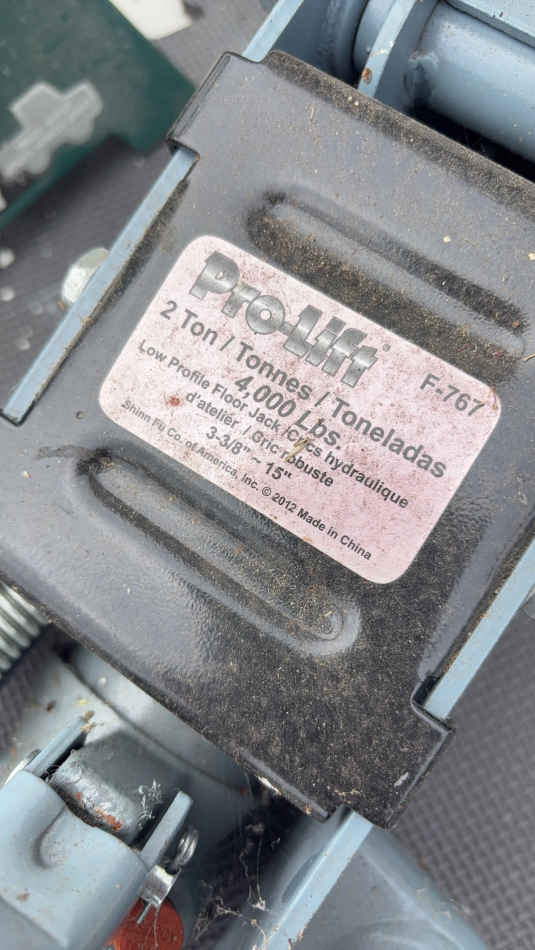 Pro-Lift®
F-767
2 Ton / Tonnes / Toneladas
4,000 Lbs.
Low Profile Floor Jack / Crics hydraulique
d'atelier / Gric robuste
3-3/8" ~ 15"
Shinn Fu Co. of America, Inc. © 2012 Made in China